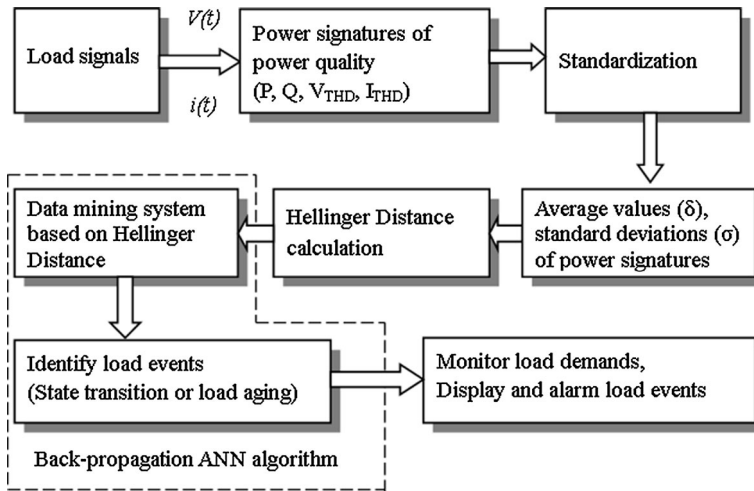 Load signals
V(t)
i(t)
Power signatures of
power quality
(P, Q, V_THD, I_THD)
Standardization
Average values (δ),
standard deviations (σ)
of power signatures
Hellinger Distance
calculation
Data mining system
based on Hellinger
Distance
Identify load events
(State transition or load aging)
Monitor load demands,
Display and alarm load events
Back-propagation ANN algorithm